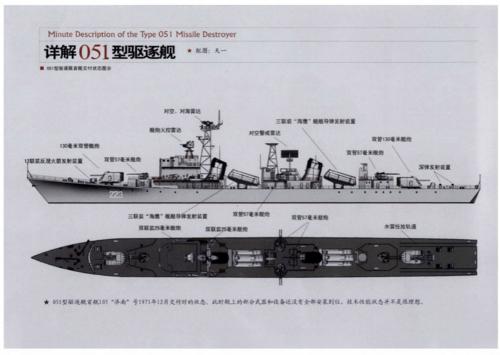 Minute Description of the Type 051 Missile Destroyer
详解051型驱逐舰 ★ 配图：天一
■ 051型驱逐舰首舰交付状态图示
对空、对海雷达
三联装“海鹰”舰舰导弹发射装置
舰炮火控雷达
对空警戒雷达
双管130毫米舰炮
130毫米双管舰炮
双管57毫米舰炮
双管57毫米舰炮
12联装反潜火箭发射装置
深弹发射装置
223
三联装“海鹰”舰舰导弹发射装置
双管57毫米舰炮
双管57毫米舰炮
双联装25毫米舰炮
双联装25毫米舰炮
水雷投放轨道
★ 051型驱逐舰首舰105“济南”号1971年12月交付时的状态，此时舰上的部分武器和设备还没有全部安装到位，技术性能状态并不是很理想。